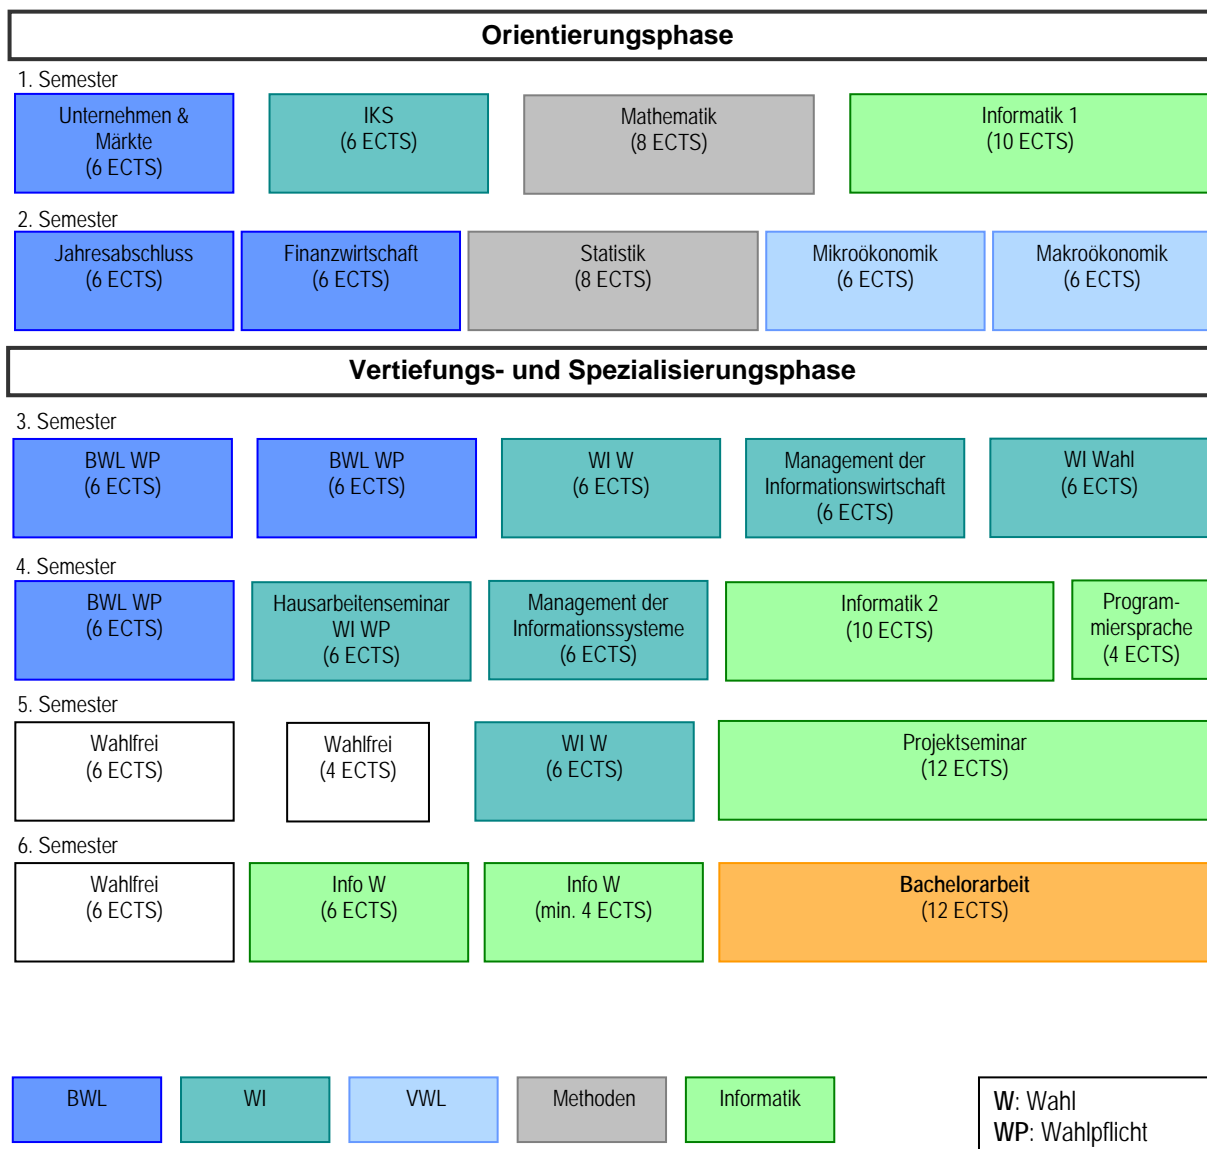 Orientierungsphase
1. Semester
Unternehmen &
Märkte
(6 ECTS)
IKS
(6 ECTS)
Mathematik
(8 ECTS)
Informatik 1
(10 ECTS)
2. Semester
Jahresabschluss
(6 ECTS)
Finanzwirtschaft
(6 ECTS)
Statistik
(8 ECTS)
Mikroökonomik
(6 ECTS)
Makroökonomik
(6 ECTS)
Vertiefungs- und Spezialisierungsphase
3. Semester
BWL WP
(6 ECTS)
BWL WP
(6 ECTS)
WI W
(6 ECTS)
Management der
Informationswirtschaft
(6 ECTS)
WI Wahl
(6 ECTS)
4. Semester
BWL WP
(6 ECTS)
Hausarbeitenseminar
WI WP
(6 ECTS)
Management der
Informationssysteme
(6 ECTS)
Informatik 2
(10 ECTS)
Program-
miersprache
(4 ECTS)
5. Semester
Wahlfrei
(6 ECTS)
Wahlfrei
(4 ECTS)
WI W
(6 ECTS)
Projektseminar
(12 ECTS)
6. Semester
Wahlfrei
(6 ECTS)
Info W
(6 ECTS)
Info W
(min. 4 ECTS)
Bachelorarbeit
(12 ECTS)
BWL
WI
VWL
Methoden
Informatik
W: Wahl
WP: Wahlpflicht